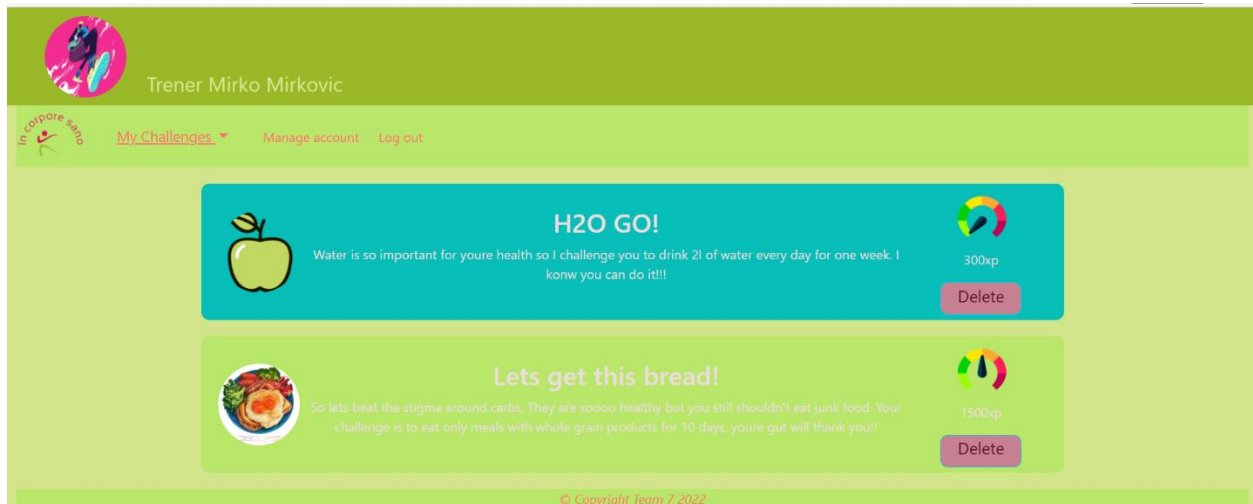 Trener Mirko Mirkovic
In corpore sano
My Challenges
Manage account
Log out
H2O GO!
Water is so important for youre health so I challenge you to drink 2l of water every day for one week. I
konw you can do it!!!
300xp
Delete
Lets get this bread!
So lets beat the stigma around carbs. They are soooo healthy but you still shouldn't eat junk food. Your
challenge is to eat only meals with whole grain products for 10 days, youre gut will thank you!!
1500xp
Delete
© Copyright Team 7 2022